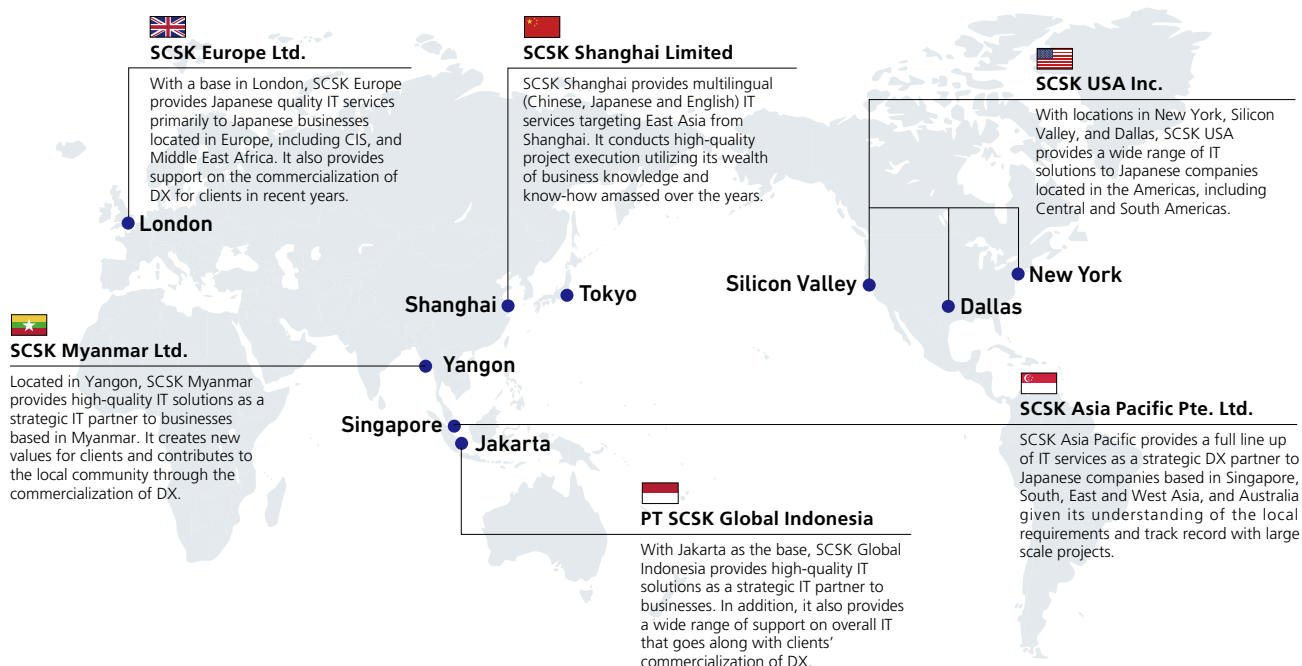 SCSK Europe Ltd.
With a base in London, SCSK Europe
provides Japanese quality IT services
primarily to Japanese businesses
located in Europe, including CIS, and
Middle East Africa. It also provides
support on the commercialization of
DX for clients in recent years.
London
SCSK Shanghai Limited
SCSK Shanghai provides multilingual
(Chinese, Japanese and English) IT
services targeting East Asia from
Shanghai. It conducts high-quality
project execution utilizing its wealth
of business knowledge and
know-how amassed over the years.
SCSK USA Inc.
With locations in New York, Silicon
Valley, and Dallas, SCSK USA
provides a wide range of IT
solutions to Japanese companies
located in the Americas, including
Central and South Americas.
Shanghai
Tokyo
Silicon Valley
New York
Dallas
SCSK Myanmar Ltd.
Located in Yangon, SCSK Myanmar
provides high-quality IT solutions as a
strategic IT partner to businesses
based in Myanmar. It creates new
values for clients and contributes to
the local community through the
commercialization of DX.
Yangon
Singapore
Jakarta
SCSK Asia Pacific Pte. Ltd.
SCSK Asia Pacific provides a full line up
of IT services as a strategic DX partner to
Japanese companies based in Singapore,
South, East and West Asia, and Australia
given its understanding of the local
requirements and track record with large
scale projects.
PT SCSK Global Indonesia
With Jakarta as the base, SCSK Global
Indonesia provides high-quality IT
solutions as a strategic IT partner to
businesses. In addition, it also provides
a wide range of support on overall IT
that goes along with clients’
commercialization of DX.